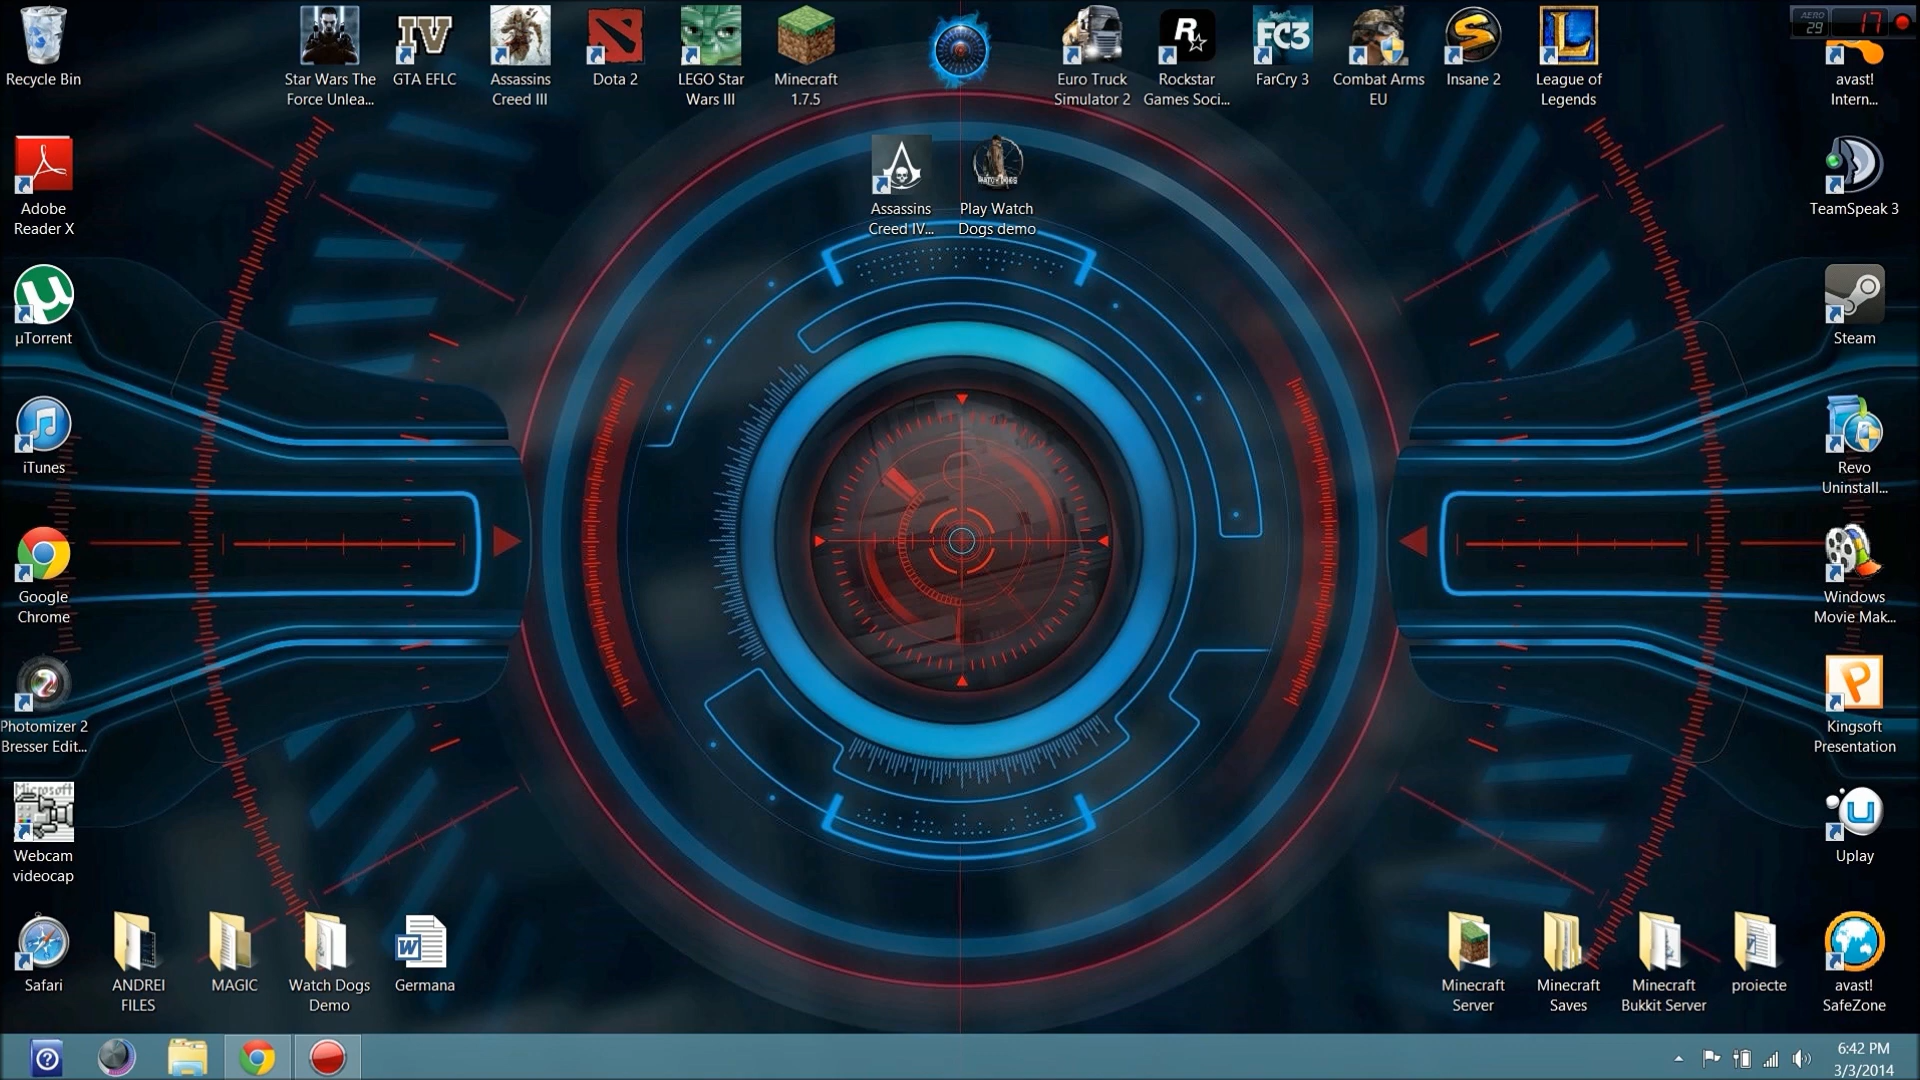 Recycle Bin
Star Wars The
Force Unlea...
IV
GTA EFLC
Assassins
Creed III
Dota 2
LEGO Star
Wars III
Minecraft
1.7.5
Euro Truck
Simulator 2
R
Rockstar
Games Soci...
FC3
FarCry 3
Combat Arms
EU
S
Insane 2
L
League of
Legends
AERO
29
17
avast!
Intern...
Adobe
Reader X
Assassins
Creed IV...
WATCH DOGS
Play Watch
Dogs demo
TeamSpeak 3
µ
µTorrent
Steam
iTunes
Revo
Uninstall...
Google
Chrome
Windows
Movie Mak...
2
Photomizer 2
Bresser Edit...
P
Kingsoft
Presentation
Microsoft
Webcam
videocap
U
Uplay
Safari
ANDREI
FILES
MAGIC
Watch Dogs
Demo
W
Germana
Minecraft
Server
Minecraft
Saves
Minecraft
Bukkit Server
proiecte
avast!
SafeZone
?
6:42 PM
3/3/2014